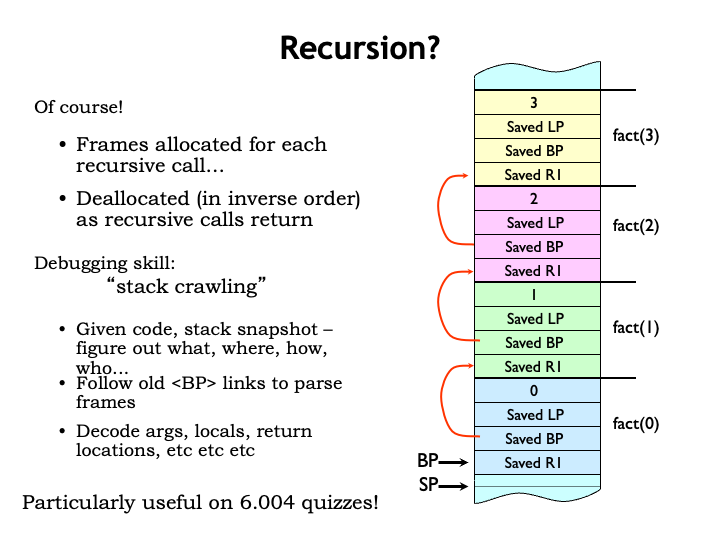 Recursion?
Of course!
• Frames allocated for each
recursive call…
• Deallocated (in inverse order)
as recursive calls return
Debugging skill:
“stack crawling”
• Given code, stack snapshot –
figure out what, where, how,
who…
• Follow old <BP> links to parse
frames
• Decode args, locals, return
locations, etc etc etc
Particularly useful on 6.004 quizzes!
3
Saved LP
Saved BP
Saved R1
fact(3)
2
Saved LP
Saved BP
Saved R1
fact(2)
1
Saved LP
Saved BP
Saved R1
fact(1)
0
Saved LP
Saved BP
Saved R1
fact(0)
BP
SP